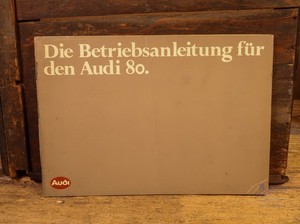 Die Betriebsanleitung für
den Audi 80.
Audi